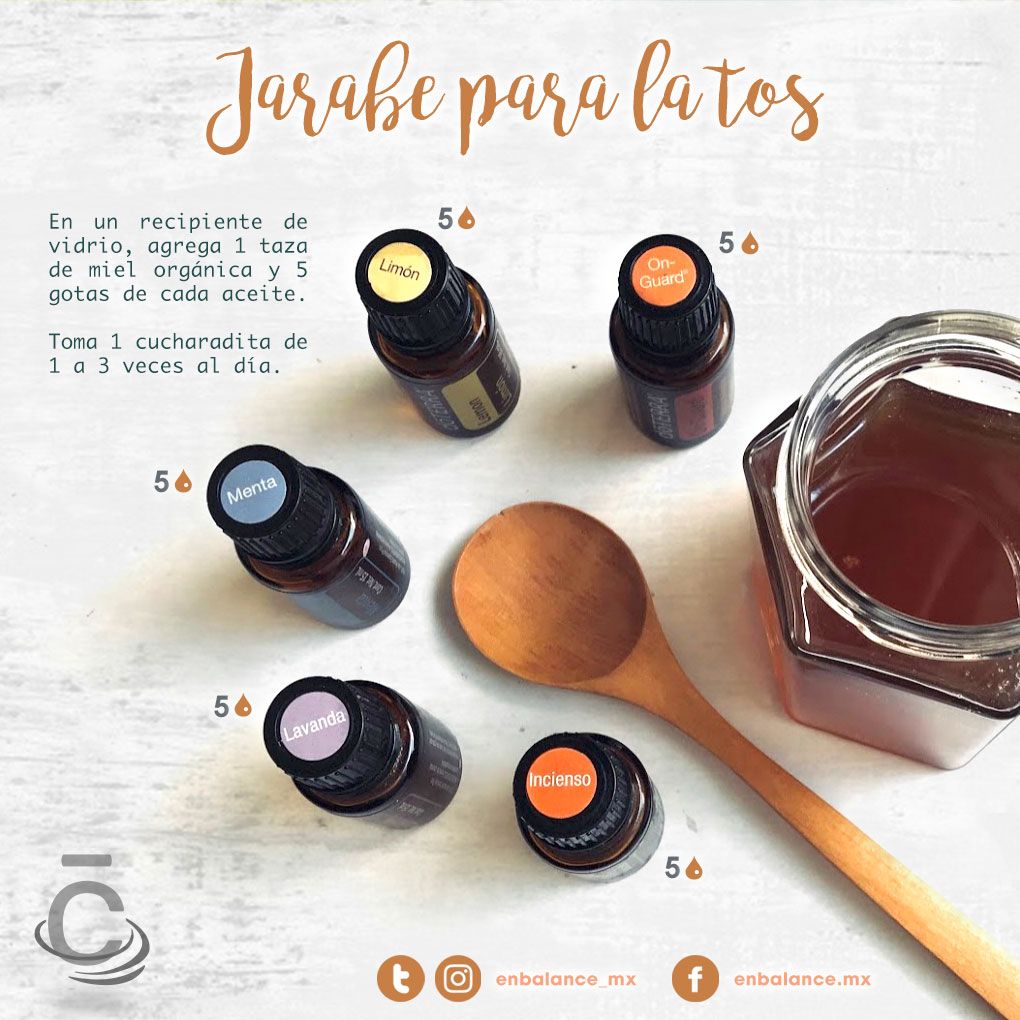 Jarabe para la tos
En un recipiente de
vidrio, agrega 1 taza
de miel orgánica y 5
gotas de cada aceite.
Toma 1 cucharadita de
1 a 3 veces al día.
5
Limón
Lemon
5
On-
Guard®
5
Menta
5
Lavanda
Incienso
5
c̄
enbalance_mx
enbalance.mx